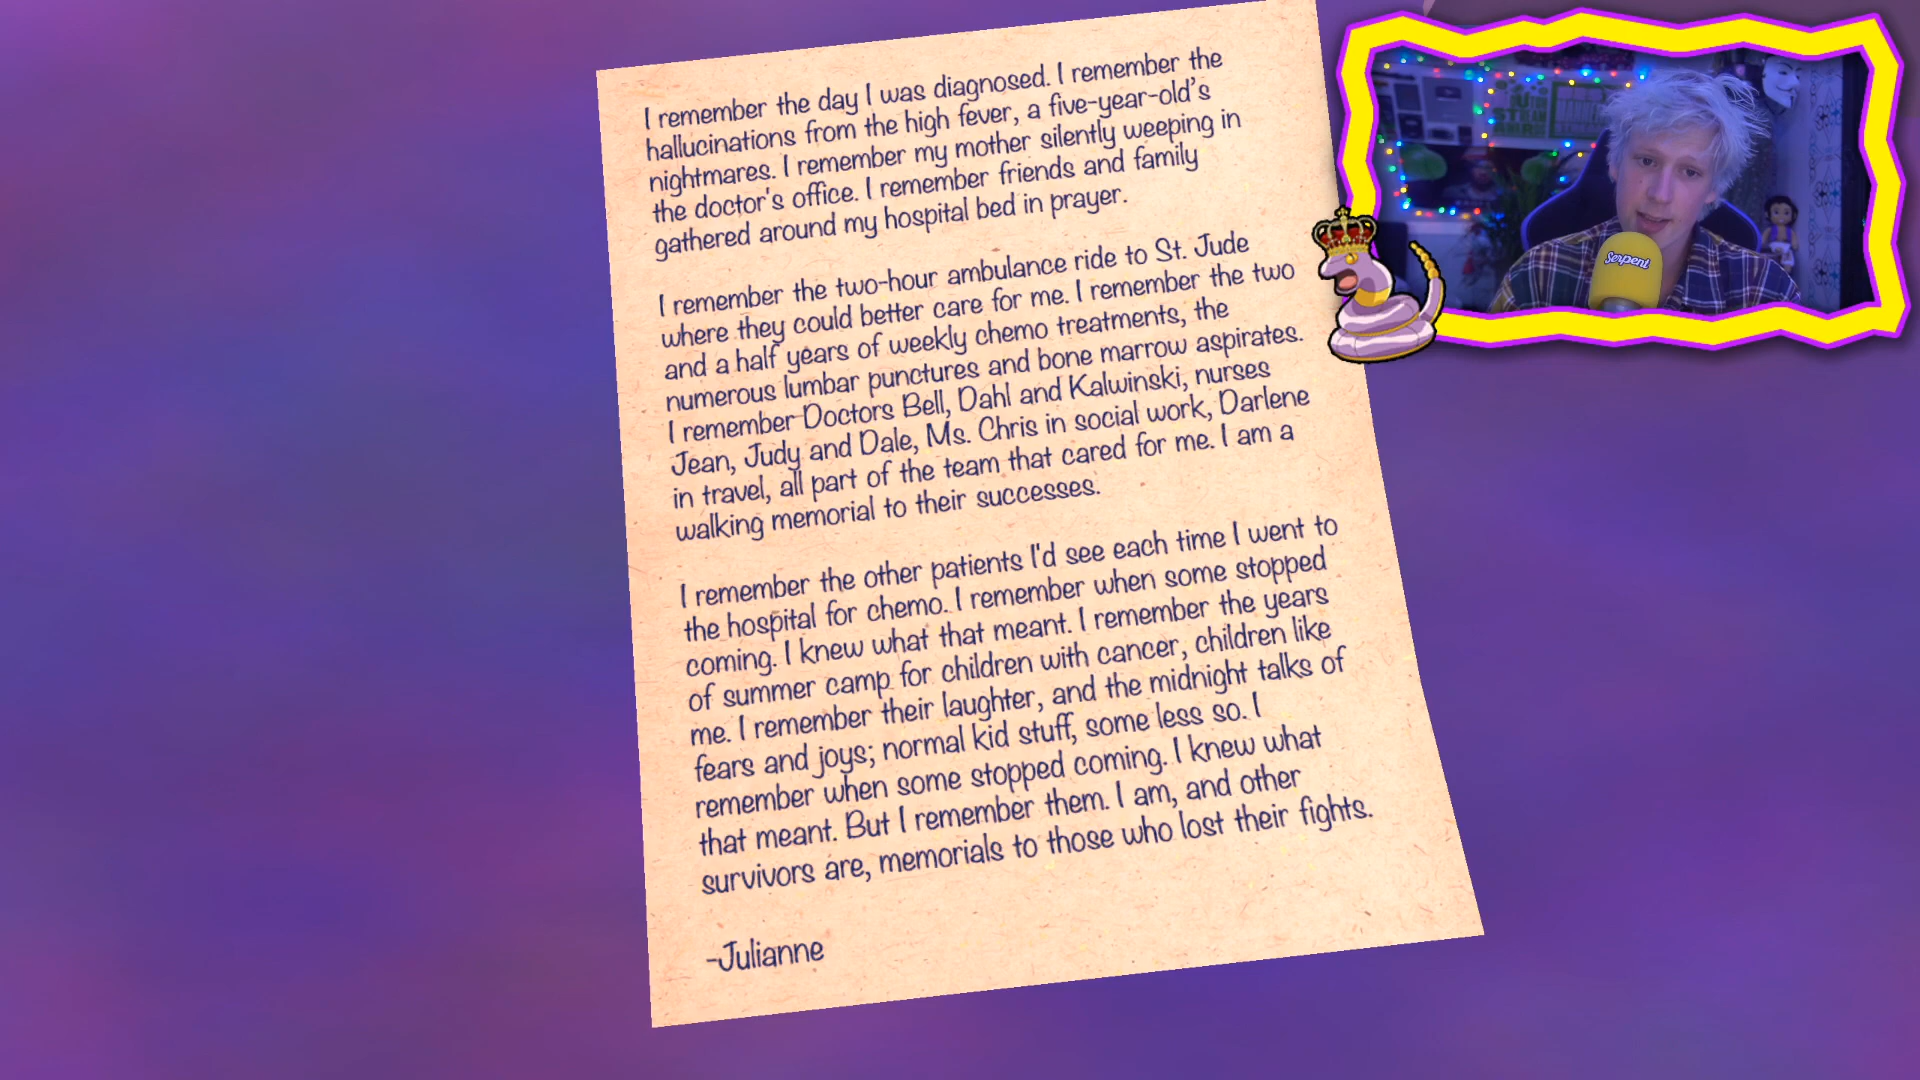 I remember the day I was diagnosed. I remember the
hallucinations from the high fever, a five-year-old's
nightmares. I remember my mother silently weeping in
the doctor's office. I remember friends and family
gathered around my hospital bed in prayer.
I remember the two-hour ambulance ride to St. Jude
where they could better care for me. I remember the two
and a half years of weekly chemo treatments, the
numerous lumbar punctures and bone marrow aspirates.
I remember Doctors Bell, Dahl and Kalwinski, nurses
Jean, Judy and Dale, Ms. Chris in social work, Darlene
in travel, all part of the team that cared for me. I am a
walking memorial to their successes.
I remember the other patients I'd see each time I went to
the hospital for chemo. I remember when some stopped
coming. I knew what that meant. I remember the years
of summer camp for children with cancer, children like
me. I remember their laughter, and the midnight talks of
fears and joys; normal kid stuff, some less so. I
remember when some stopped coming. I knew what
that meant. But I remember them. I am, and other
survivors are, memorials to those who lost their fights.
-Julianne
Serpent